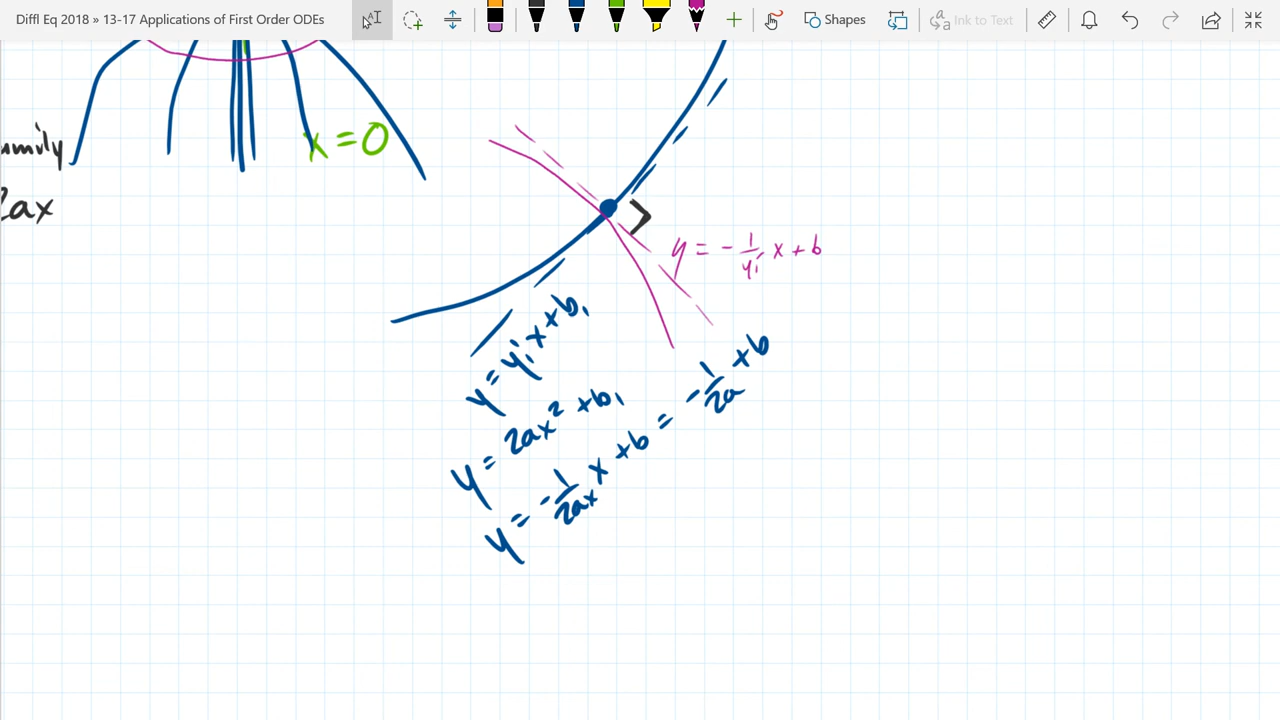 Diffl Eq 2018 » 13-17 Applications of First Order ODEs
Shapes
Ink to Text
x = 0
amily
2ax
y = -1/y₁' x + b
y = y₁' x + b₁
y = 2ax² + b₁
y = -1/2ax x + b = -1/2a + b